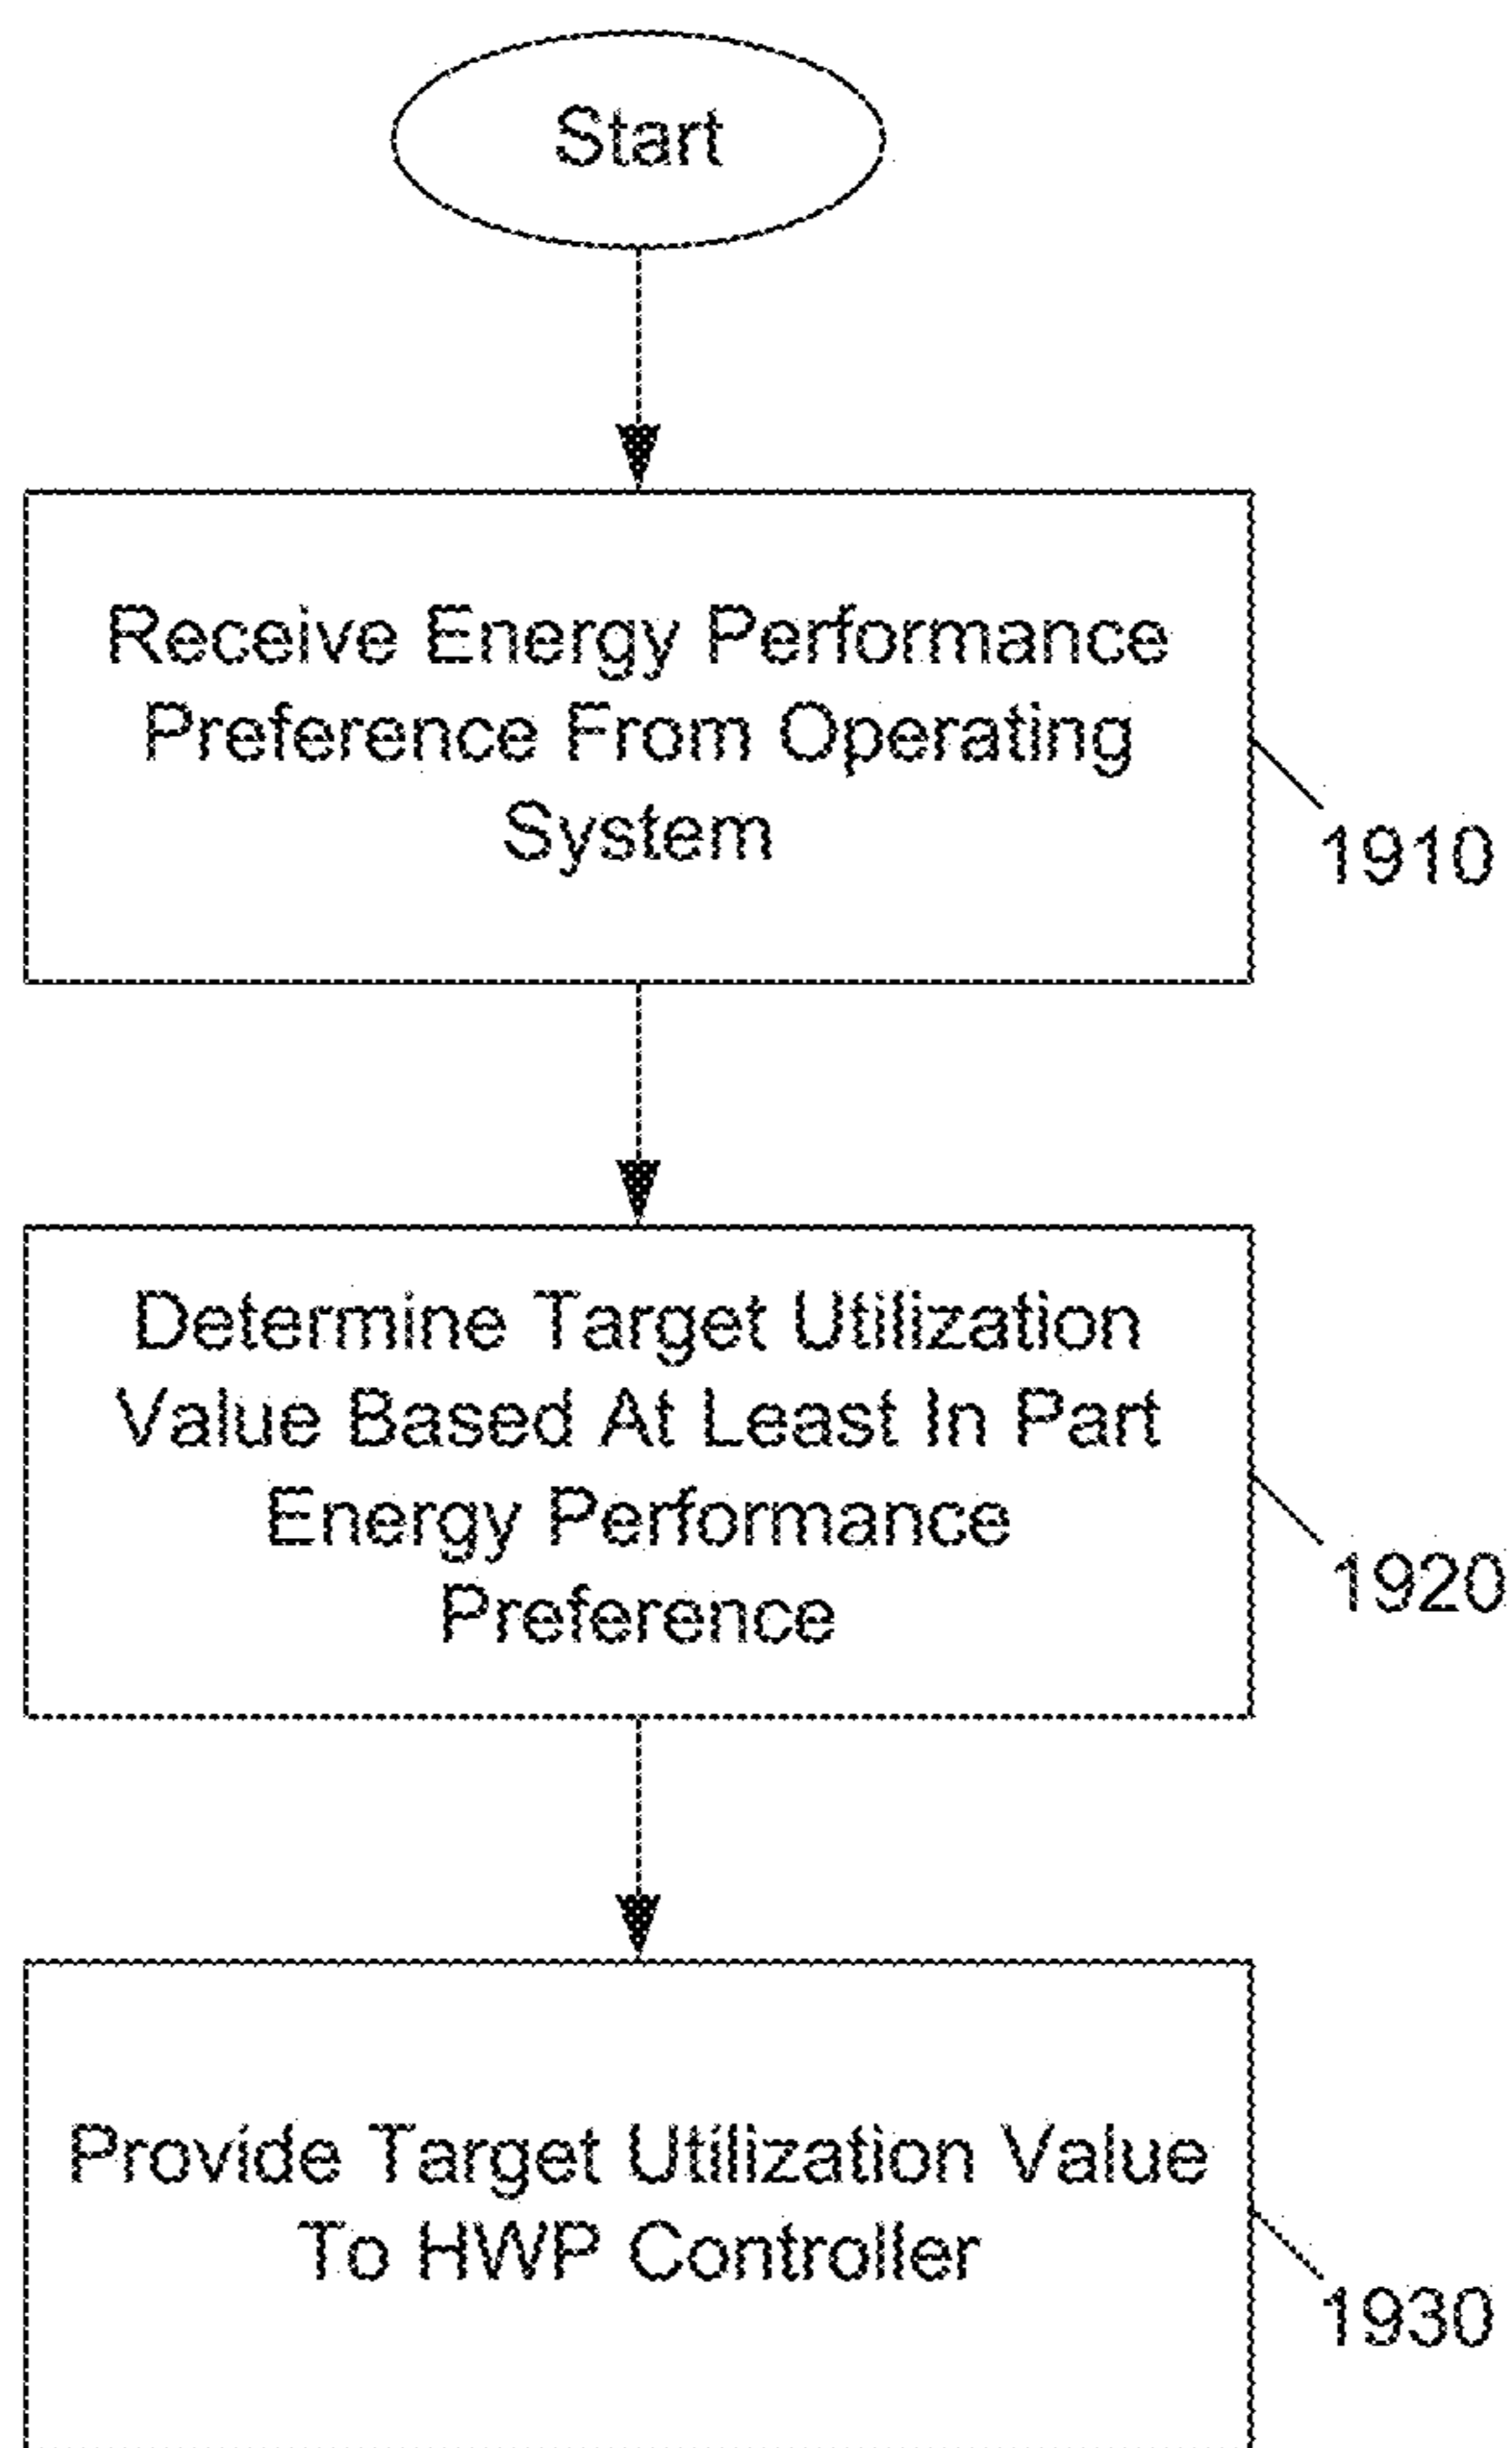 Start
Receive Energy Performance
Preference From Operating
System
1910
Determine Target Utilization
Value Based At Least In Part
Energy Performance
Preference
1920
Provide Target Utilization Value
To HWP Controller
1930